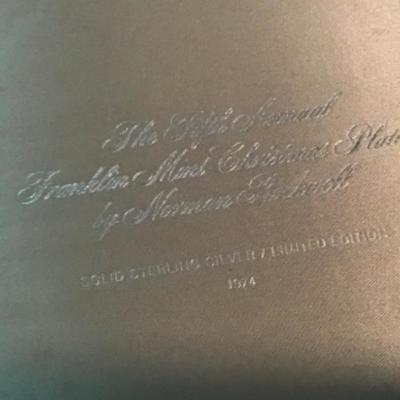 The Fifth Annual
Franklin Mint Christmas Plate
by Norman Rockwell
SOLID STERLING SILVER / LIMITED EDITION
1974